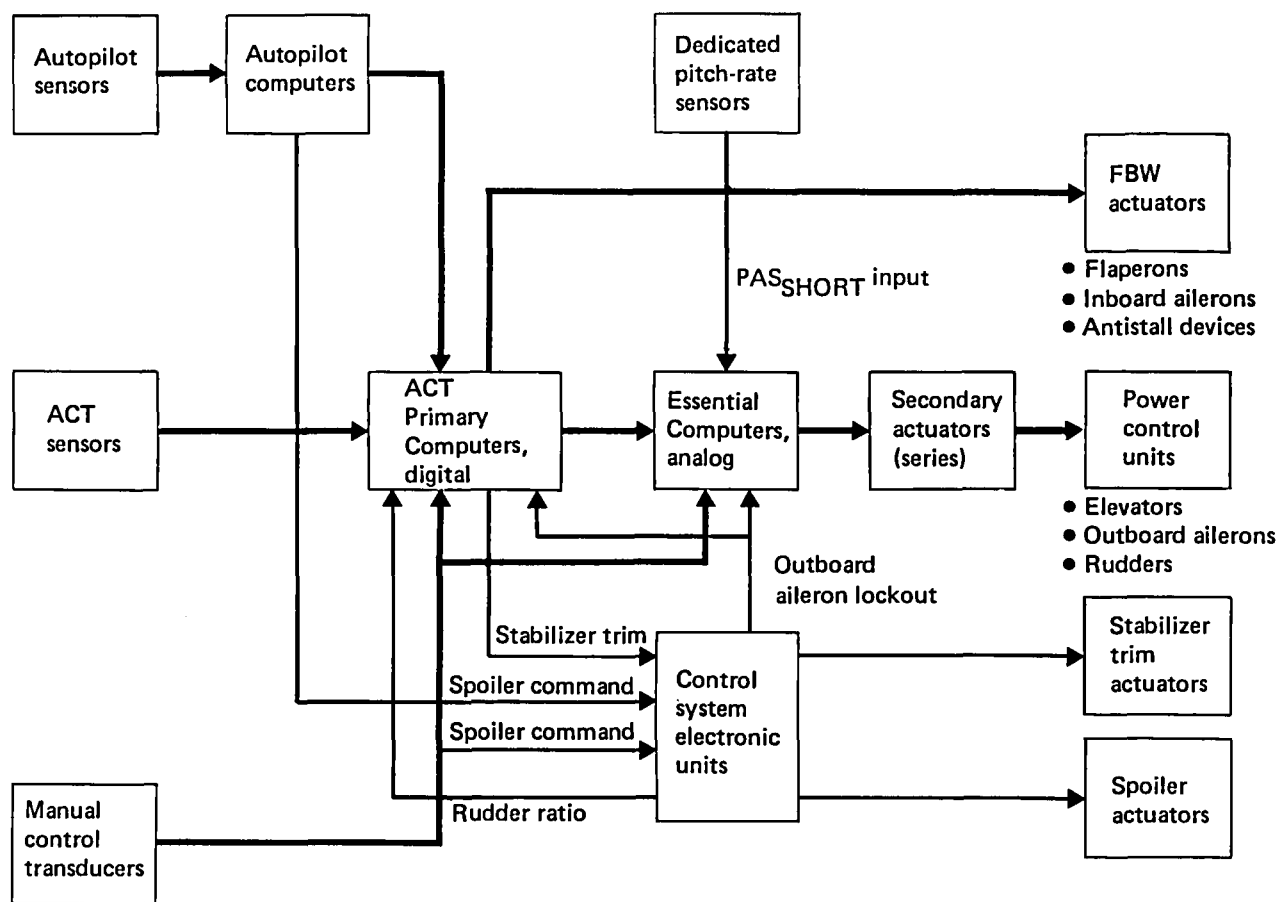 Autopilot
sensors
Autopilot
computers
Dedicated
pitch-rate
sensors
FBW
actuators
PAS SHORT input
● Flaperons
● Inboard ailerons
● Antistall devices
ACT
sensors
ACT
Primary
Computers,
digital
Essential
Computers,
analog
Secondary
actuators
(series)
Power
control
units
● Elevators
● Outboard ailerons
● Rudders
Outboard
aileron lockout
Stabilizer trim
Spoiler command
Spoiler command
Rudder ratio
Control
system
electronic
units
Stabilizer
trim
actuators
Spoiler
actuators
Manual
control
transducers